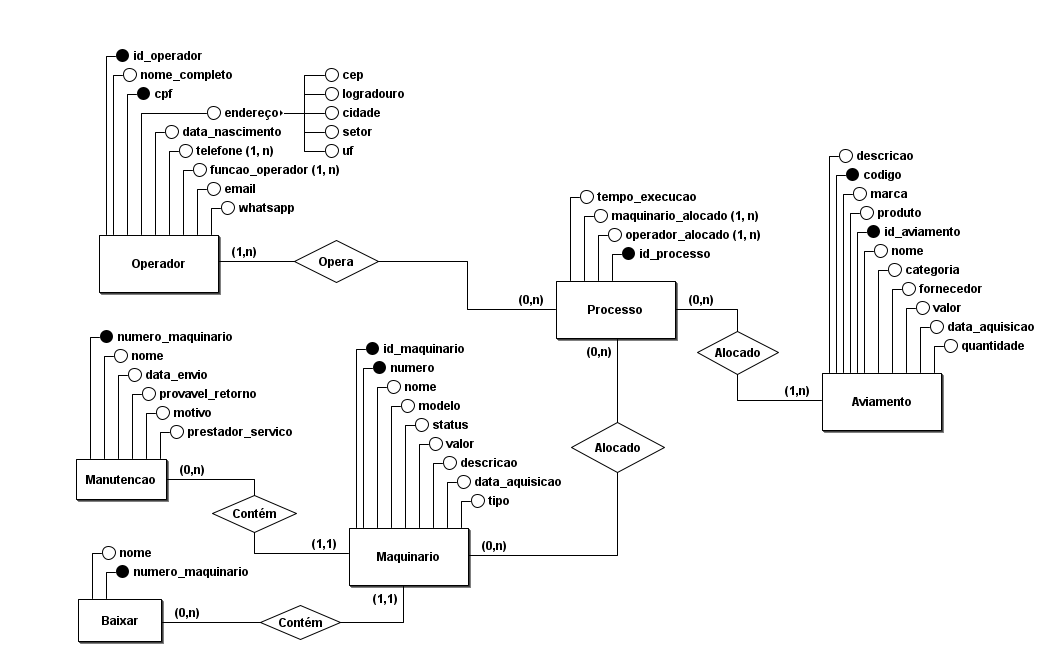 id_operador
nome_completo
cpf
endereço
cep
logradouro
cidade
setor
uf
data_nascimento
telefone (1, n)
funcao_operador (1, n)
email
whatsapp
Operador
(1,n)
Opera
(0,n)
tempo_execucao
maquinario_alocado (1, n)
operador_alocado (1, n)
id_processo
Processo
(0,n)
(0,n)
Alocado
(1,n)
descricao
codigo
marca
produto
id_aviamento
nome
categoria
fornecedor
valor
data_aquisicao
quantidade
Aviamento
numero_maquinario
nome
data_envio
provavel_retorno
motivo
prestador_servico
Manutencao
(0,n)
Contém
(1,1)
id_maquinario
numero
nome
modelo
status
valor
descricao
data_aquisicao
tipo
Maquinario
(0,n)
Alocado
(1,1)
nome
numero_maquinario
Baixar
(0,n)
Contém